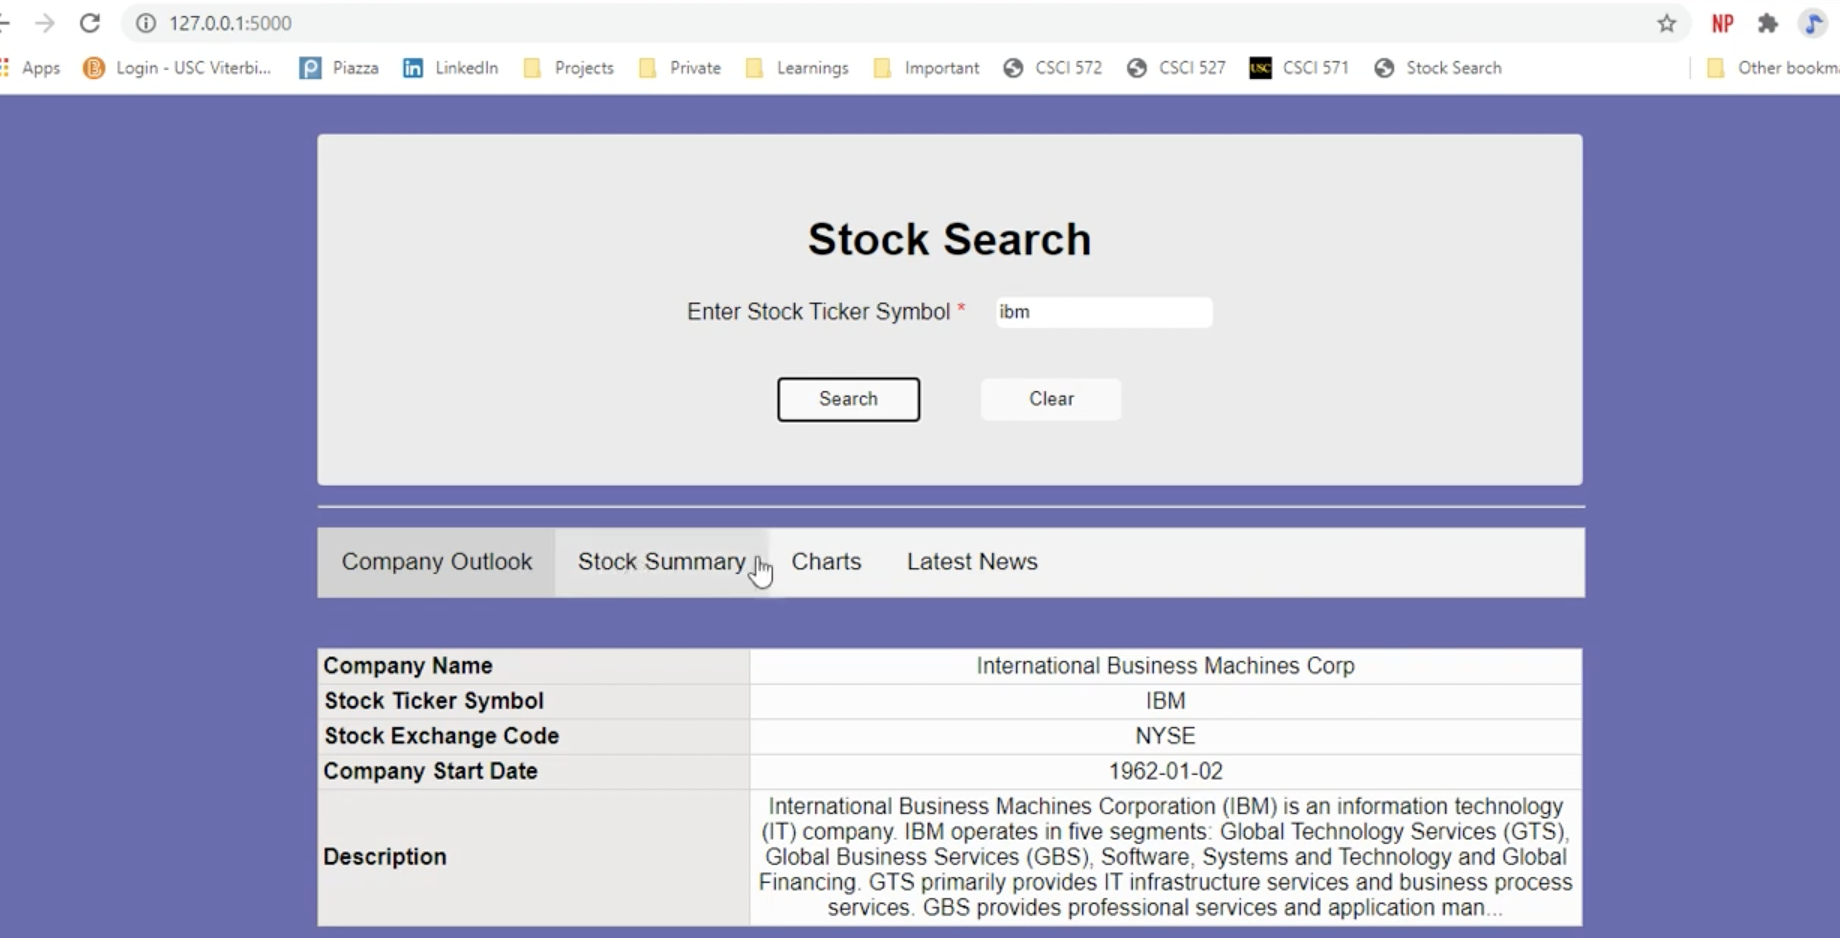 127.0.0.1:5000
NP
Apps Login - USC Viterbi... Piazza LinkedIn Projects Private Learnings Important CSCI 572 CSCI 527 USC CSCI 571 Stock Search Other bookma
Stock Search
Enter Stock Ticker Symbol * ibm
Search Clear
Company Outlook Stock Summary Charts Latest News
Company Name International Business Machines Corp
Stock Ticker Symbol IBM
Stock Exchange Code NYSE
Company Start Date 1962-01-02
Description
International Business Machines Corporation (IBM) is an information technology
(IT) company. IBM operates in five segments: Global Technology Services (GTS),
Global Business Services (GBS), Software, Systems and Technology and Global
Financing. GTS primarily provides IT infrastructure services and business process
services. GBS provides professional services and application man...